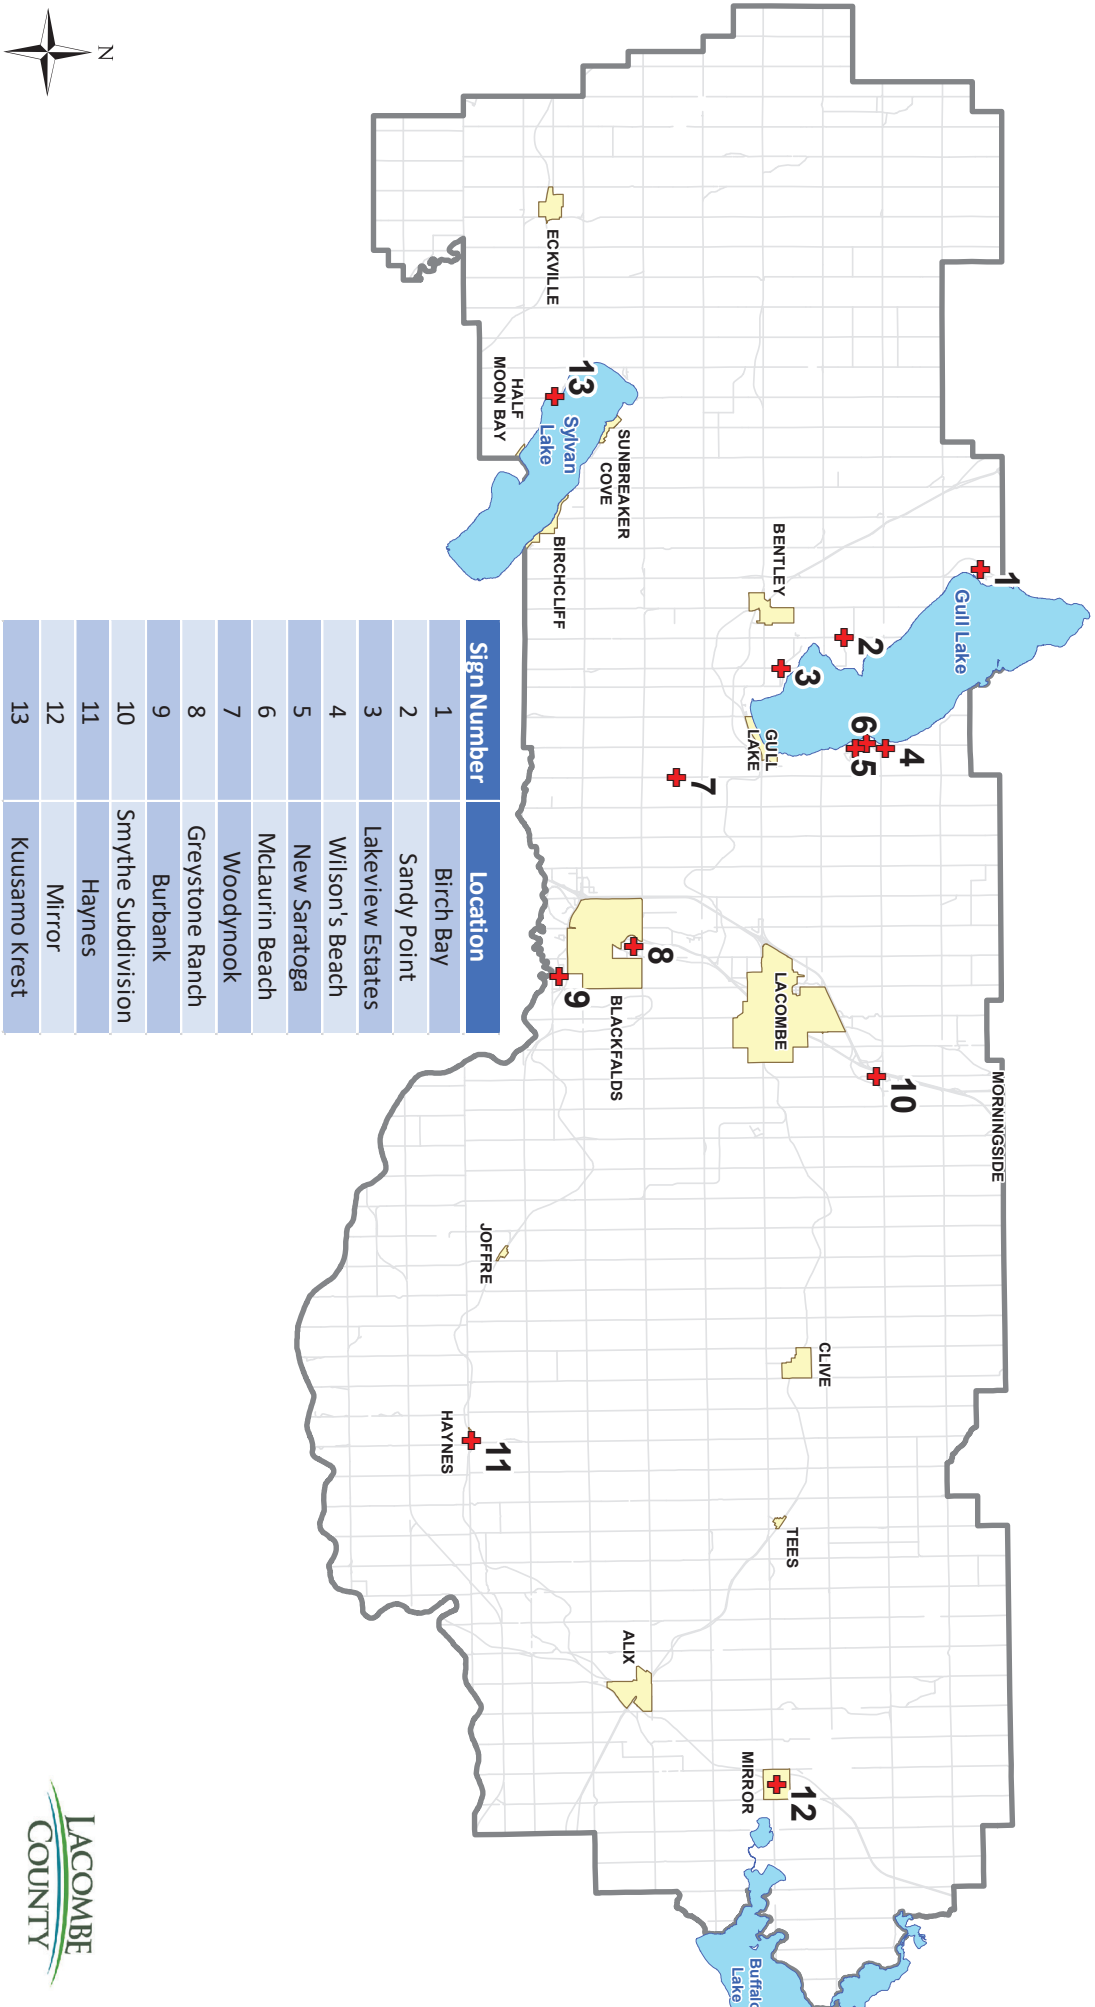 N
ECKVILLE
HALF
MOON BAY
13
Sylvan
Lake
SUNBREAKER
COVE
BIRCHCLIFF
BENTLEY
1
Gull Lake
2
3
GULL
LAKE
4
6
5
7
8
9
BLACKFALDS
LACOMBE
10
MORNINGSIDE
JOFFRE
CLIVE
HAYNES
11
TEES
ALIX
MIRROR
12
Lake
Sign Number Location
1 Birch Bay
2 Sandy Point
3 Lakeview Estates
4 Wilson's Beach
5 New Saratoga
6 McLaurin Beach
7 Woodynook
8 Greystone Ranch
9 Burbank
10 Smythe Subdivision
11 Haynes
12 Mirror
13 Kuusamo Krest
LACOMBE
COUNTY